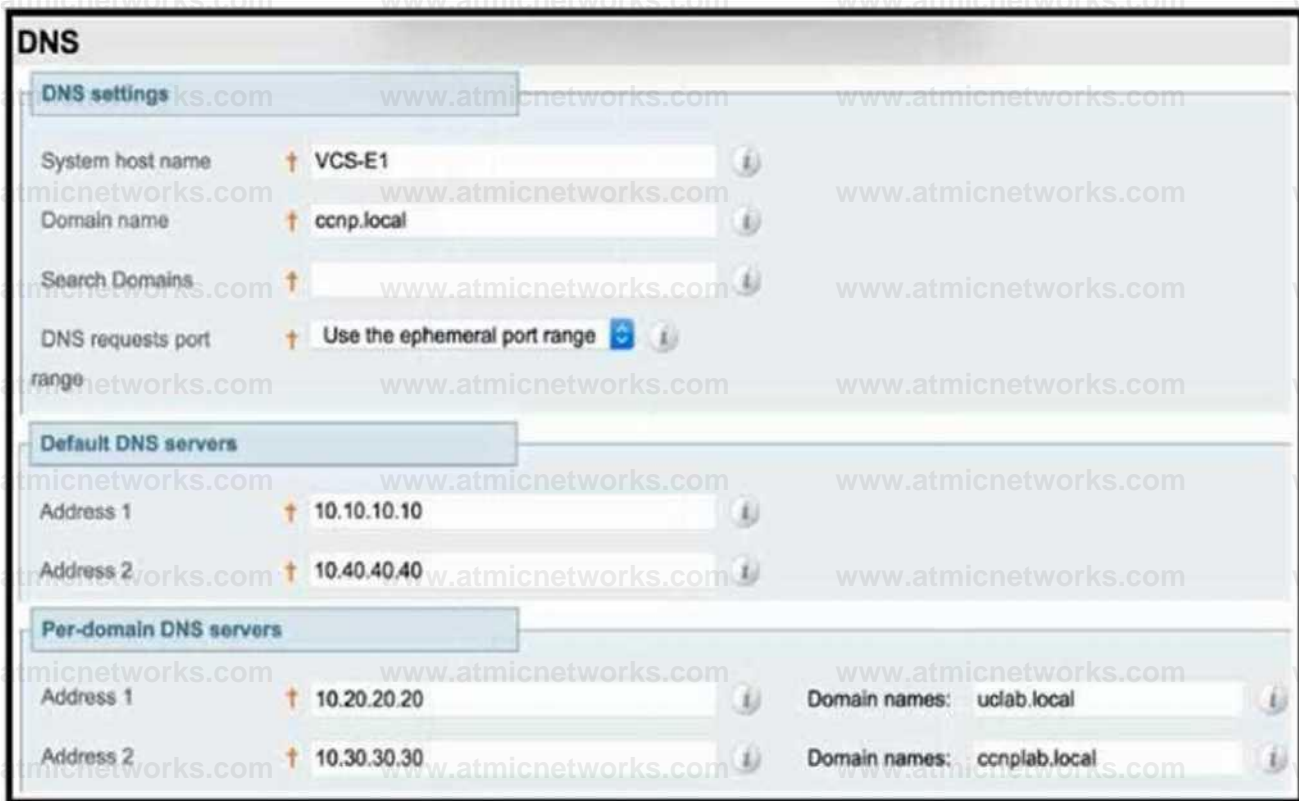 DNS
DNS settings
System host name † VCS-E1 i
Domain name † ccnp.local i
Search Domains † i
DNS requests port † Use the ephemeral port range i
range
Default DNS servers
Address 1 † 10.10.10.10 i
Address 2 † 10.40.40.40 i
Per-domain DNS servers
Address 1 † 10.20.20.20 i Domain names: uclab.local i
Address 2 † 10.30.30.30 i Domain names: ccnplab.local i
www.atmicnetworks.com